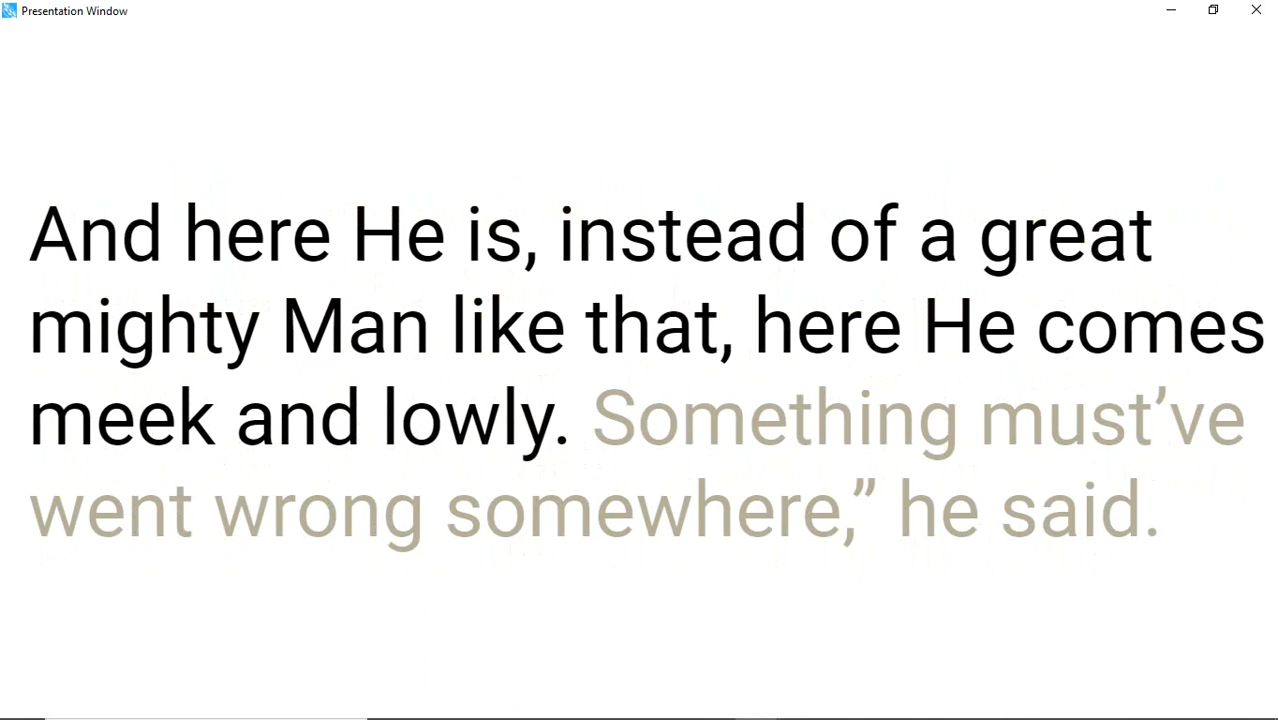 Presentation Window
And here He is, instead of a great
mighty Man like that, here He comes
meek and lowly. Something must’ve
went wrong somewhere,” he said.